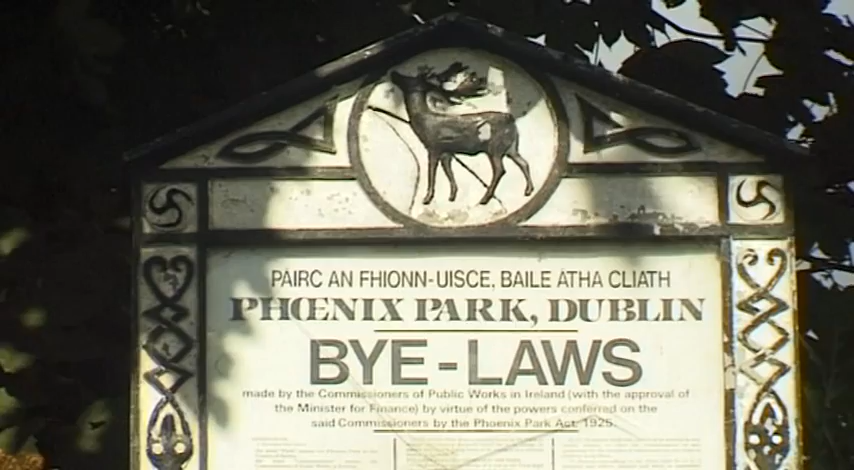 PÁIRC AN FHIONN-UISCE, BAILE ÁTHA CLIATH
PHŒNIX PARK, DUBLIN
BYE-LAWS
made by the Commissioners of Public Works in Ireland (with the approval of
the Minister for Finance) by virtue of the powers conferred on the
said Commissioners by the Phoenix Park Act, 1925.